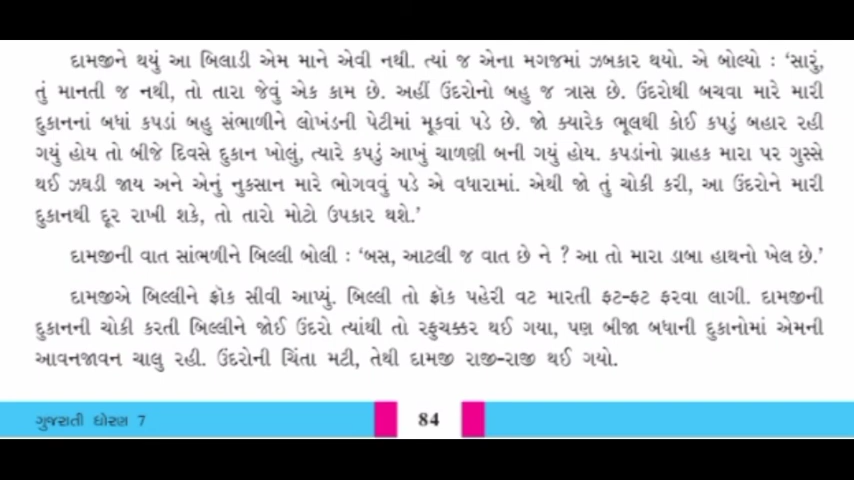 દામજીને થયું આ બિલાડી એમ માને એવી નથી. ત્યાં જ એના મગજમાં ઝબકાર થયો. એ બોલ્યો : ‘સારું,
તું માનતી જ નથી, તો તારા જેવું એક કામ છે. અહીં ઉંદરોનો બહુ જ ત્રાસ છે. ઉંદરોથી બચવા મારે મારી
દુકાનનાં બધાં કપડાં બહુ સંભાળીને લોખંડની પેટીમાં મૂકવાં પડે છે. જો ક્યારેક ભૂલથી કોઈ કપડું બહાર રહી
ગયું હોય તો બીજે દિવસે દુકાન ખોલું, ત્યારે કપડું આખું ચાળણી બની ગયું હોય. કપડાંનો ગ્રાહક મારા પર ગુસ્સે
થઈ ઝઘડી જાય અને એનું નુકસાન મારે ભોગવવું પડે એ વધારામાં. એથી જો તું ચોકી કરી, આ ઉંદરોને મારી
દુકાનથી દૂર રાખી શકે, તો તારો મોટો ઉપકાર થશે.’
દામજીની વાત સાંભળીને બિલ્લી બોલી : ‘બસ, આટલી જ વાત છે ને ? આ તો મારા ડાબા હાથનો ખેલ છે.’
દામજીએ બિલ્લીને ફ્રૉક સીવી આપ્યું. બિલ્લી તો ફ્રૉક પહેરી વટ મારતી ફટ-ફટ ફરવા લાગી. દામજીની
દુકાનની ચોકી કરતી બિલ્લીને જોઈ ઉંદરો ત્યાંથી તો રફુચક્કર થઈ ગયા, પણ બીજા બધાની દુકાનોમાં એમની
આવનજાવન ચાલુ રહી. ઉંદરોની ચિંતા મટી, તેથી દામજી રાજી-રાજી થઈ ગયો.
ગુજરાતી ધોરણ 7
84